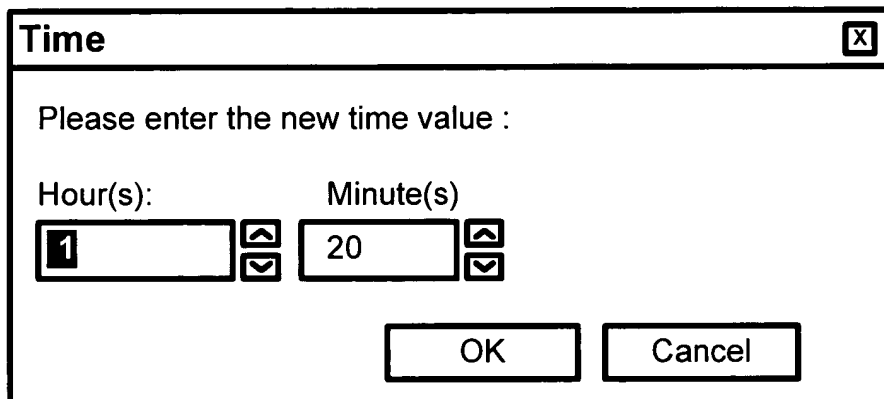 Time X
Please enter the new time value :
Hour(s): Minute(s)
1 20
OK Cancel